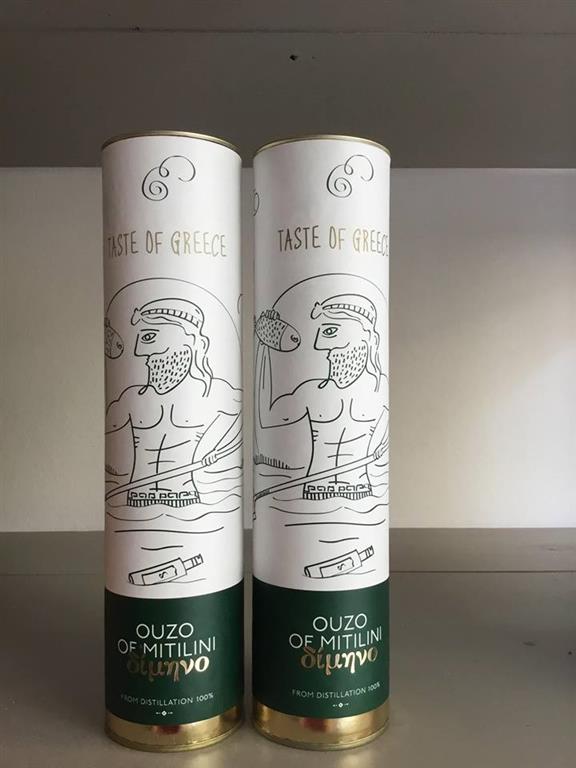 TASTE OF GREECE
OUZO
OF MITILINI
δίμηνο
FROM DISTILLATION 100%
TASTE OF GREECE
OUZO
OF MITILINI
δίμηνο
FROM DISTILLATION 100%